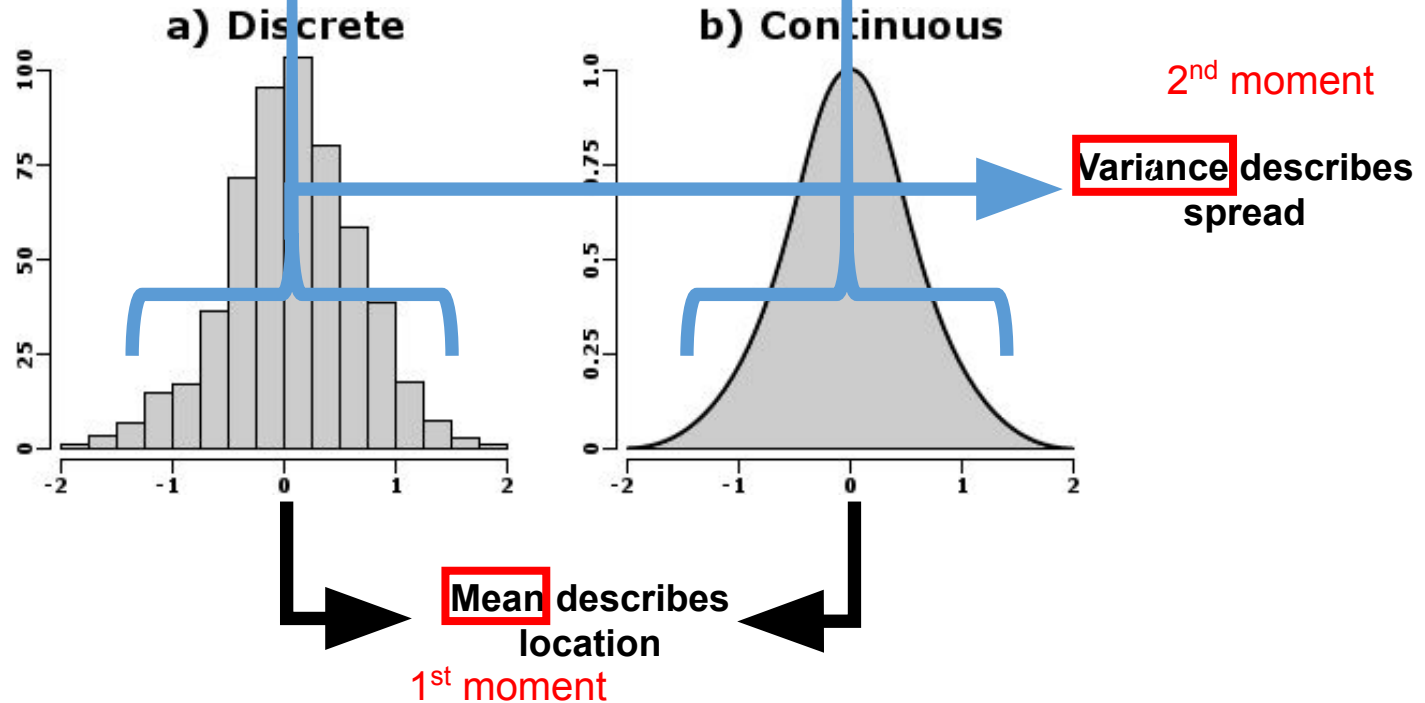 a) Discrete
b) Continuous
100
75
50
25
0
-2 -1 0 1 2
1.0
0.75
0.5
0.25
0
-2 -1 0 1 2
2nd moment
Variance describes
spread
Mean describes
location
1st moment